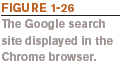 FIGURE 1-26
The Google search
site displayed in the
Chrome browser.